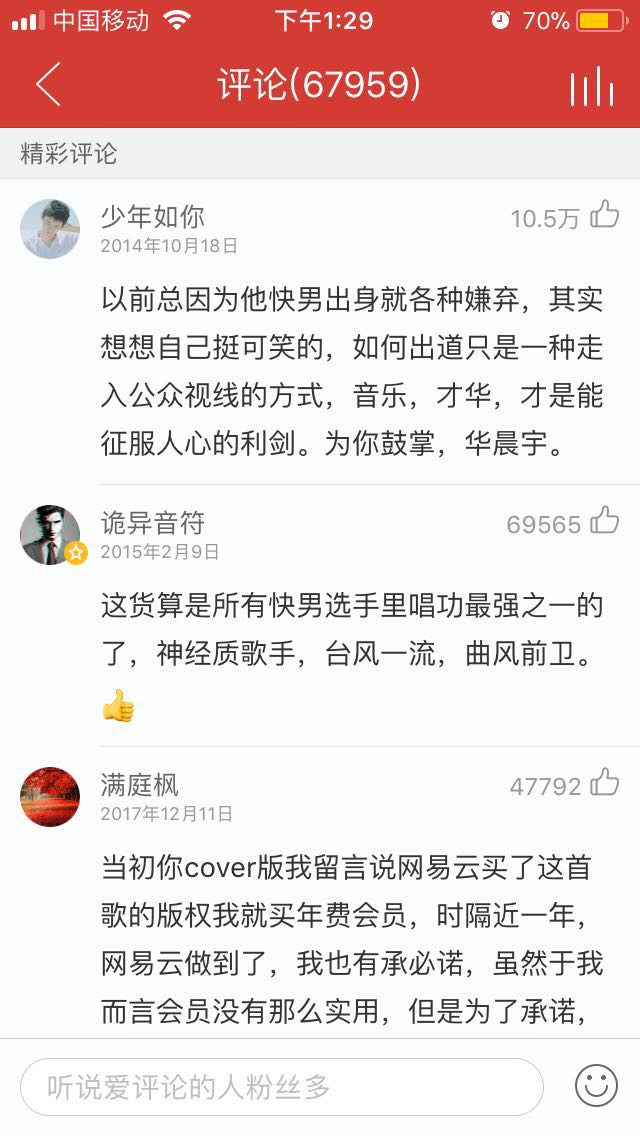 中国移动 下午1:29 70%
评论(67959)
精彩评论
少年如你 10.5万
2014年10月18日
以前总因为他快男出身就各种嫌弃，其实
想想自己挺可笑的，如何出道只是一种走
入公众视线的方式，音乐，才华，才是能
征服人心的利剑。为你鼓掌，华晨宇。
诡异音符 69565
2015年2月9日
这货算是所有快男选手里唱功最强之一的
了，神经质歌手，台风一流，曲风前卫。
👍
满庭枫 47792
2017年12月11日
当初你cover版我留言说网易云买了这首
歌的版权我就买年费会员，时隔近一年，
网易云做到了，我也有承必诺，虽然于我
而言会员没有那么实用，但是为了承诺，
听说爱评论的人粉丝多